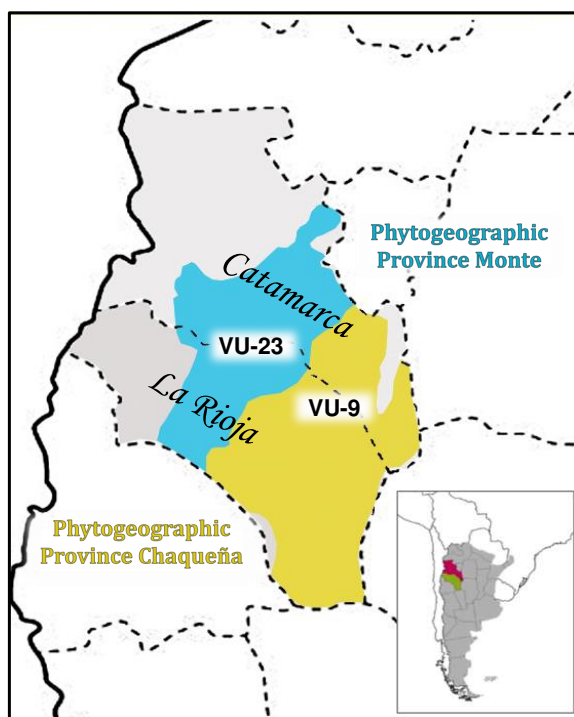 Phytogeographic
Province Monte
Catamarca
VU-23
La Rioja
VU-9
Phytogeographic
Province Chaqueña